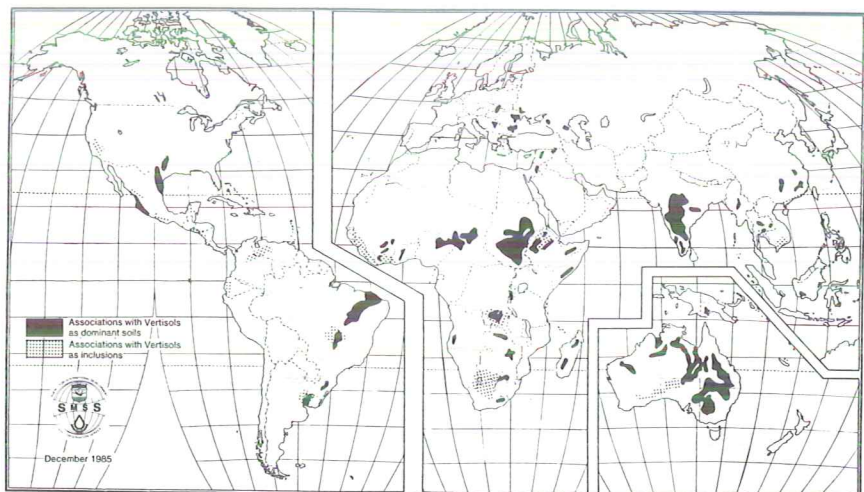 Associations with Vertisols
as dominant soils
Associations with Vertisols
as inclusions
SMSS
December 1985